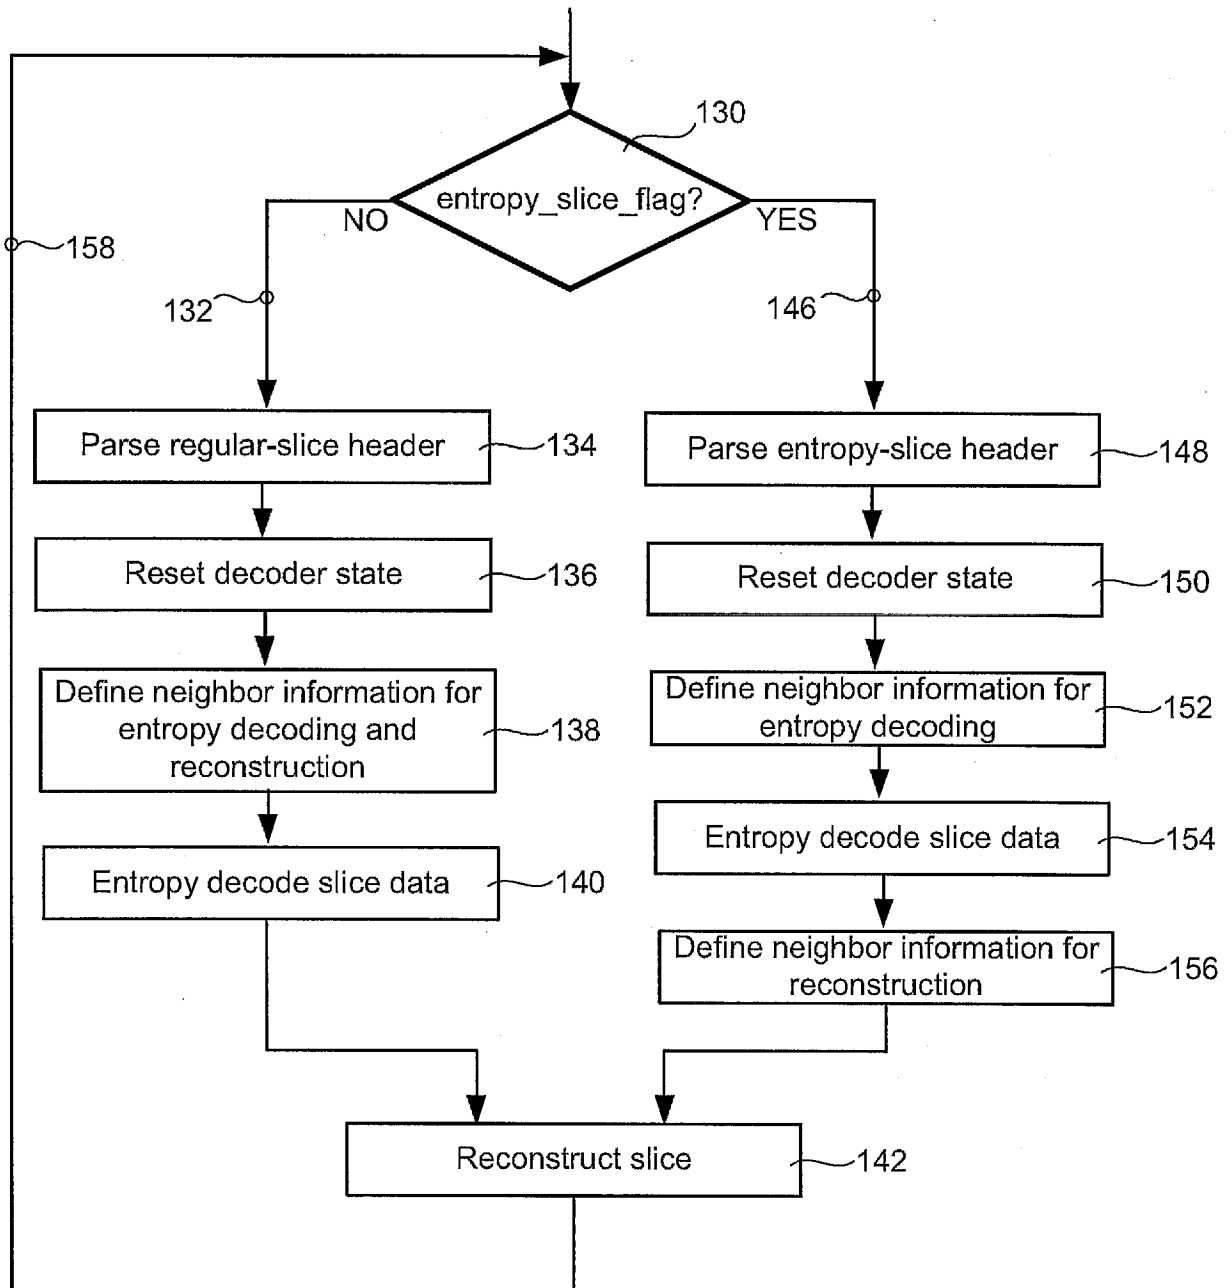 130
entropy_slice_flag?
NO
YES
158
132
146
Parse regular-slice header
134
Parse entropy-slice header
148
Reset decoder state
136
Reset decoder state
150
Define neighbor information for
entropy decoding and
reconstruction
138
Define neighbor information for
entropy decoding
152
Entropy decode slice data
154
Entropy decode slice data
140
Define neighbor information for
reconstruction
156
Reconstruct slice
142